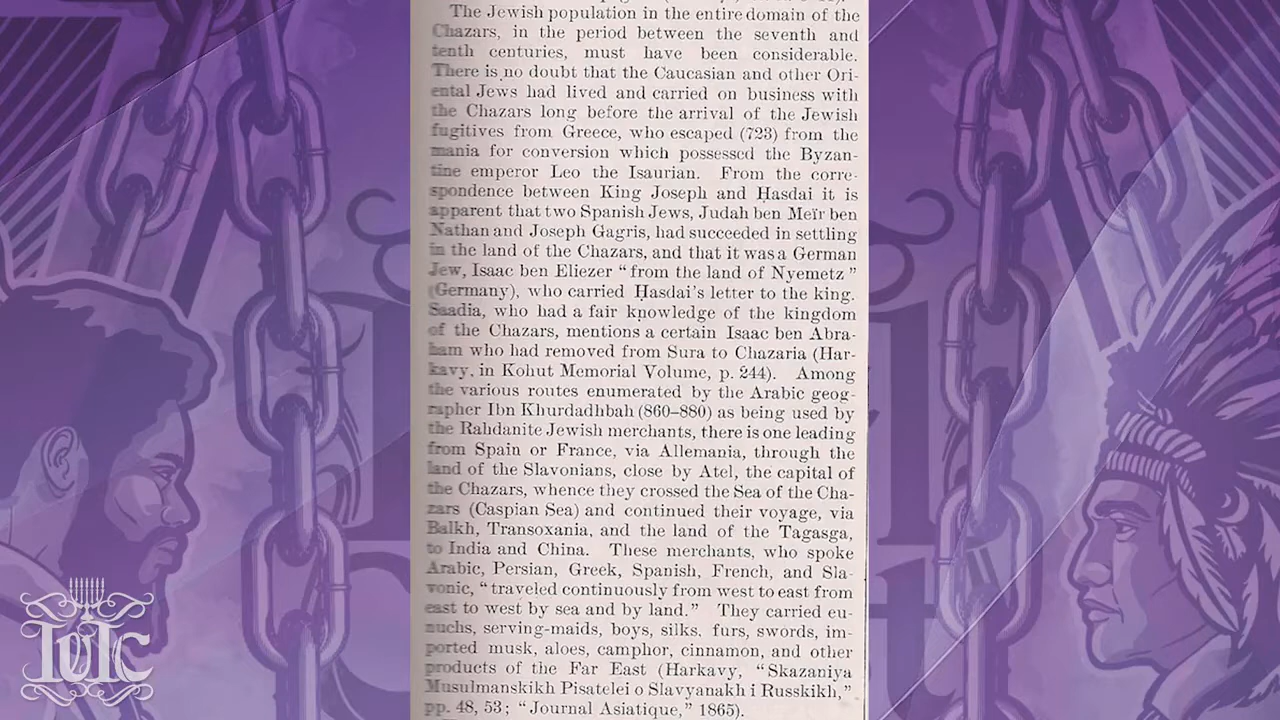 The Jewish population in the entire domain of the
Chazars, in the period between the seventh and
tenth centuries, must have been considerable.
There is no doubt that the Caucasian and other Ori-
ental Jews had lived and carried on business with
the Chazars long before the arrival of the Jewish
fugitives from Greece, who escaped (723) from the
mania for conversion which possessed the Byzan-
tine emperor Leo the Isaurian. From the corre-
spondence between King Joseph and Ḥasdai it is
apparent that two Spanish Jews, Judah ben Meïr ben
Nathan and Joseph Gagris, had succeeded in settling
in the land of the Chazars, and that it was a German
Jew, Isaac ben Eliezer “from the land of Nyemetz”
(Germany), who carried Ḥasdai's letter to the king.
Saadia, who had a fair knowledge of the kingdom
of the Chazars, mentions a certain Isaac ben Abra-
ham who had removed from Sura to Chazaria (Har-
kavy, in Kohut Memorial Volume, p. 244). Among
the various routes enumerated by the Arabic geog-
rapher Ibn Khurdadhbah (860–880) as being used by
the Rahdanite Jewish merchants, there is one leading
from Spain or France, via Allemania, through the
land of the Slavonians, close by Atel, the capital of
the Chazars, whence they crossed the Sea of the Cha-
zars (Caspian Sea) and continued their voyage, via
Balkh, Transoxania, and the land of the Tagasga,
to India and China. These merchants, who spoke
Arabic, Persian, Greek, Spanish, French, and Sla-
vonic, “traveled continuously from west to east from
east to west by sea and by land.” They carried eu-
nuchs, serving-maids, boys, silks, furs, swords, im-
ported musk, aloes, camphor, cinnamon, and other
products of the Far East (Harkavy, “Skazaniya
Musulmanskikh Pisatelei o Slavyanakh i Russkikh,”
pp. 48, 53; “Journal Asiatique,” 1865).
IUIC